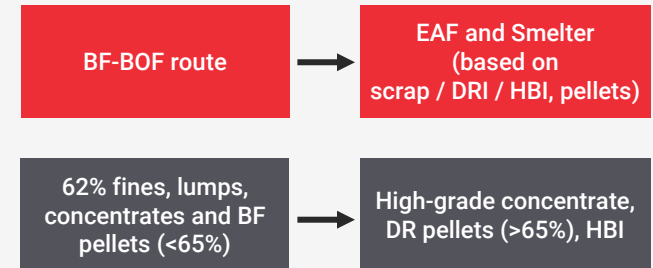 BF-BOF route
EAF and Smelter
(based on
scrap / DRI / HBI, pellets)
62% fines, lumps,
concentrates and BF
pellets (<65%)
High-grade concentrate,
DR pellets (>65%), HBI